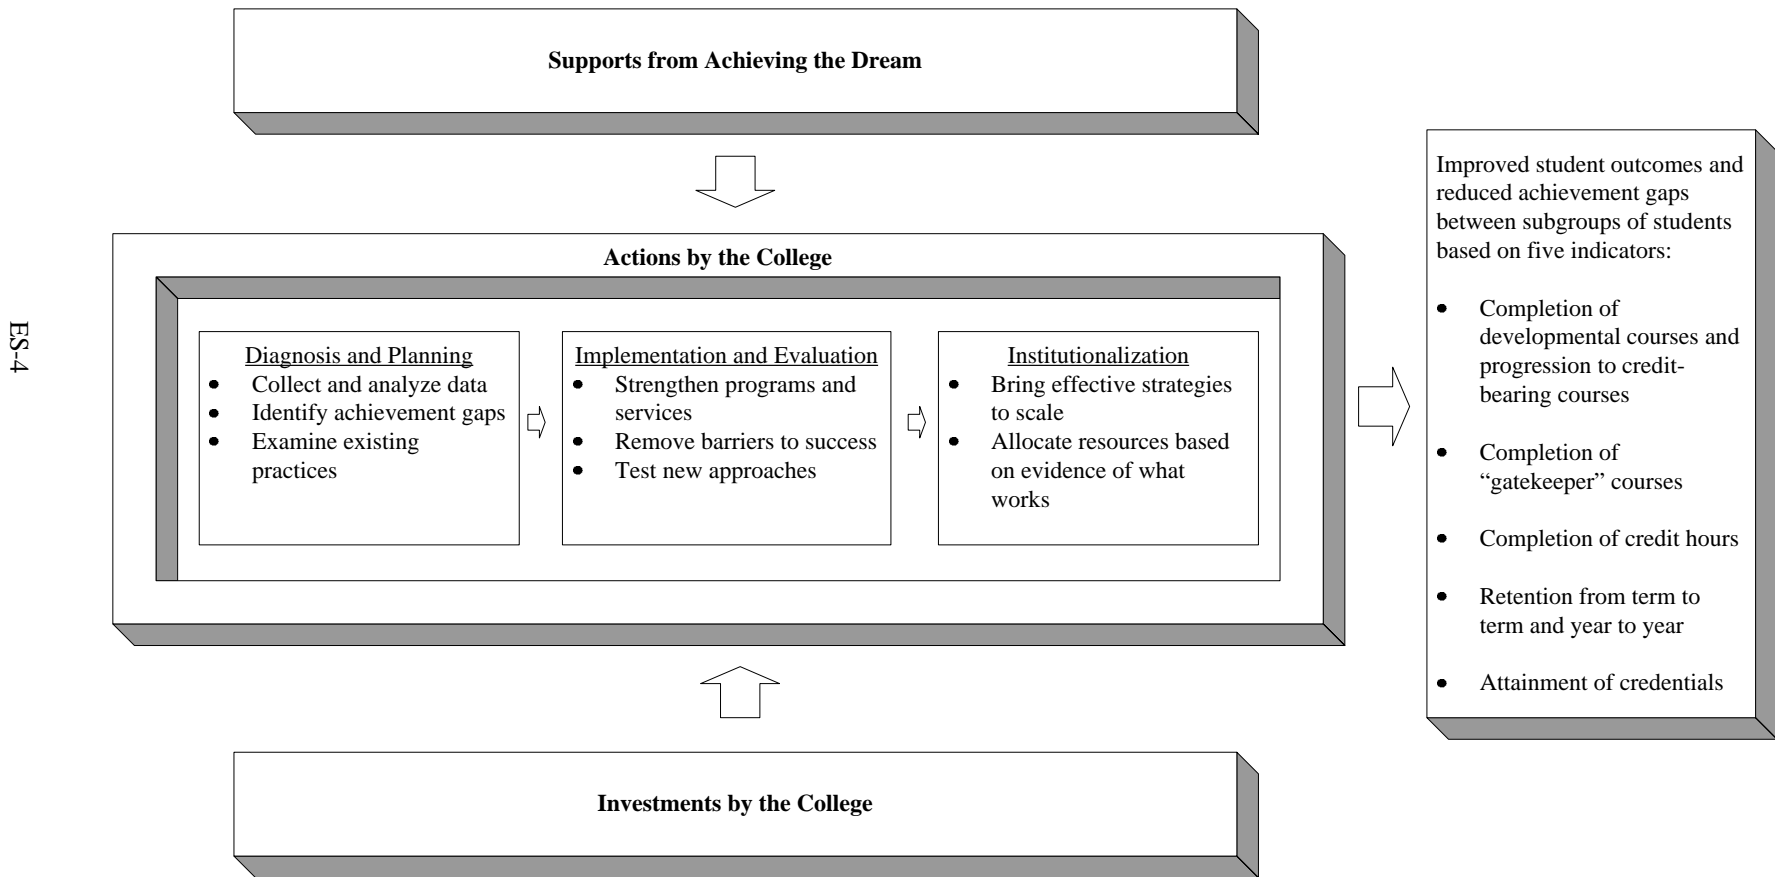 Supports from Achieving the Dream
Actions by the College
Diagnosis and Planning
• Collect and analyze data
• Identify achievement gaps
• Examine existing
practices
Implementation and Evaluation
• Strengthen programs and
services
• Remove barriers to success
• Test new approaches
Institutionalization
• Bring effective strategies
to scale
• Allocate resources based
on evidence of what
works
Investments by the College
Improved student outcomes and
reduced achievement gaps
between subgroups of students
based on five indicators:
• Completion of
developmental courses and
progression to credit-
bearing courses
• Completion of
“gatekeeper” courses
• Completion of credit hours
• Retention from term to
term and year to year
• Attainment of credentials
ES-4